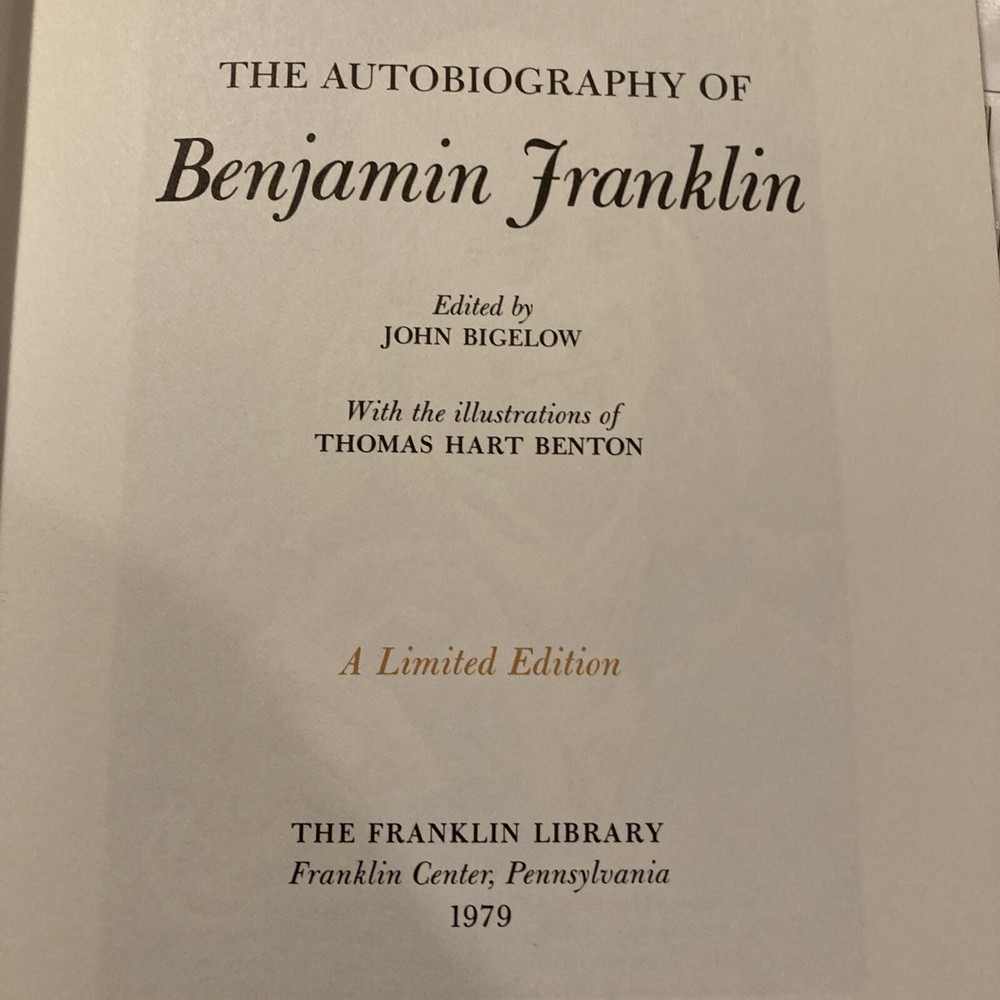 THE AUTOBIOGRAPHY OF
Benjamin Franklin
Edited by
JOHN BIGELOW
With the illustrations of
THOMAS HART BENTON
A Limited Edition
THE FRANKLIN LIBRARY
Franklin Center, Pennsylvania
1979